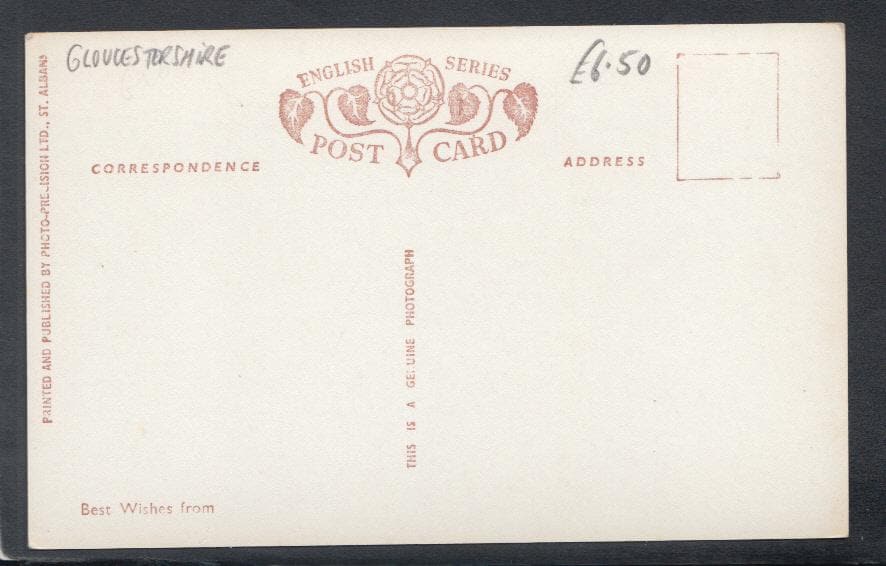 GLOUCESTERSHIRE
£6.50
ENGLISH SERIES
POST CARD
CORRESPONDENCE
ADDRESS
PRINTED AND PUBLISHED BY PHOTO-PRECISION LTD., ST. ALBANS
THIS IS A GENUINE PHOTOGRAPH
Best Wishes from